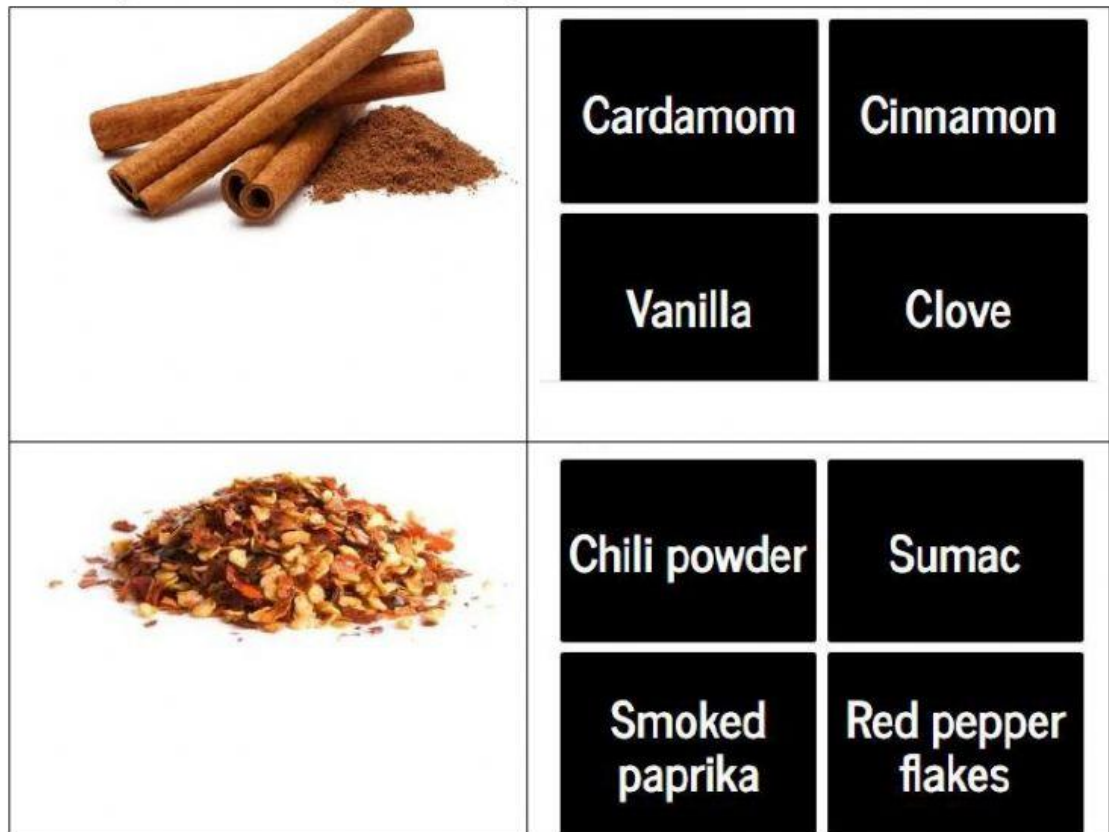 Cardamom
Cinnamon
Vanilla
Clove
Chili powder
Sumac
Smoked
paprika
Red pepper
flakes